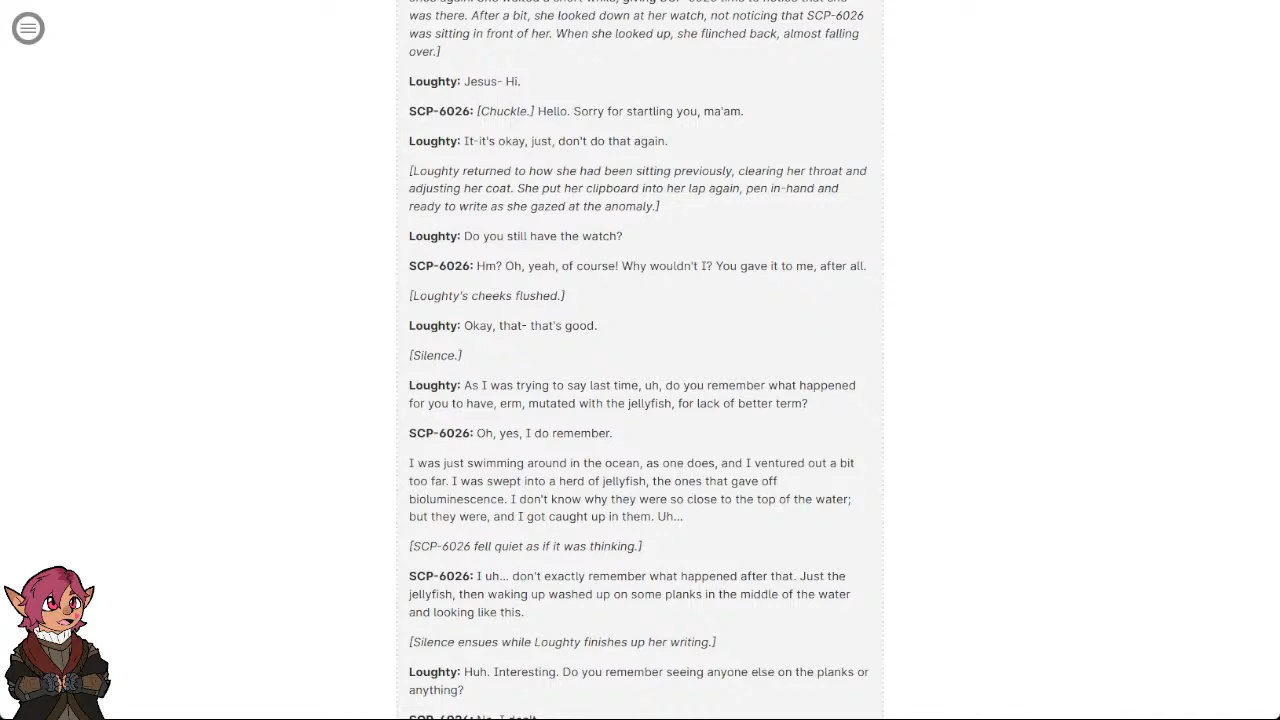 was there. After a bit, she looked down at her watch, not noticing that SCP-6026
was sitting in front of her. When she looked up, she flinched back, almost falling
over.]
Loughty: Jesus- Hi.
SCP-6026: [Chuckle.] Hello. Sorry for startling you, ma'am.
Loughty: It-it's okay, just, don't do that again.
[Loughty returned to how she had been sitting previously, clearing her throat and
adjusting her coat. She put her clipboard into her lap again, pen in-hand and
ready to write as she gazed at the anomaly.]
Loughty: Do you still have the watch?
SCP-6026: Hm? Oh, yeah, of course! Why wouldn't I? You gave it to me, after all.
[Loughty's cheeks flushed.]
Loughty: Okay, that- that's good.
[Silence.]
Loughty: As I was trying to say last time, uh, do you remember what happened
for you to have, erm, mutated with the jellyfish, for lack of better term?
SCP-6026: Oh, yes, I do remember.
I was just swimming around in the ocean, as one does, and I ventured out a bit
too far. I was swept into a herd of jellyfish, the ones that gave off
bioluminescence. I don't know why they were so close to the top of the water;
but they were, and I got caught up in them. Uh...
[SCP-6026 fell quiet as if it was thinking.]
SCP-6026: I uh... don't exactly remember what happened after that. Just the
jellyfish, then waking up washed up on some planks in the middle of the water
and looking like this.
[Silence ensues while Loughty finishes up her writing.]
Loughty: Huh. Interesting. Do you remember seeing anyone else on the planks or
anything?
SCP-6026: No, I don't